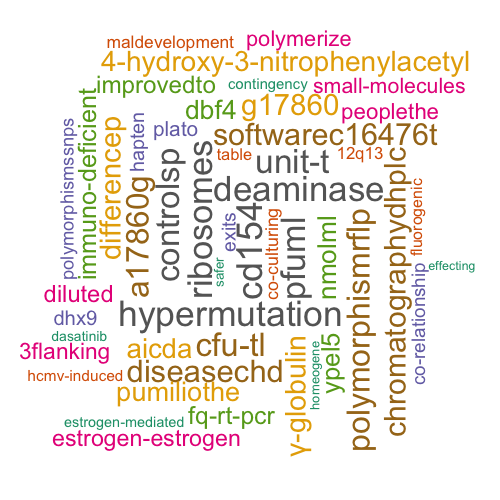 maldevelopment
polymerize
4-hydroxy-3-nitrophenylacetyl
improvedto
contingency
small-molecules
dbf4
g17860
peoplethe
immuno-deficient
polymorphismssnps
differencep
hapten
plato
softwarec16476t
a17860g
controlsp
ribosomes
table
unit-t
12q13
deaminase
exits
safer
cd154
co-culturing
pfuml
nmolml
polymorphismrflp
chromatographydhplc
fluorogenic
co-relationship
effecting
diluted
dhx9
hypermutation
dasatinib
3flanking
aicda
cfu-tl
hcmv-induced
diseasechd
γ-globulin
homeogene
ypel5
pumiliothe
estrogen-mediated
fq-rt-pcr
estrogen-estrogen